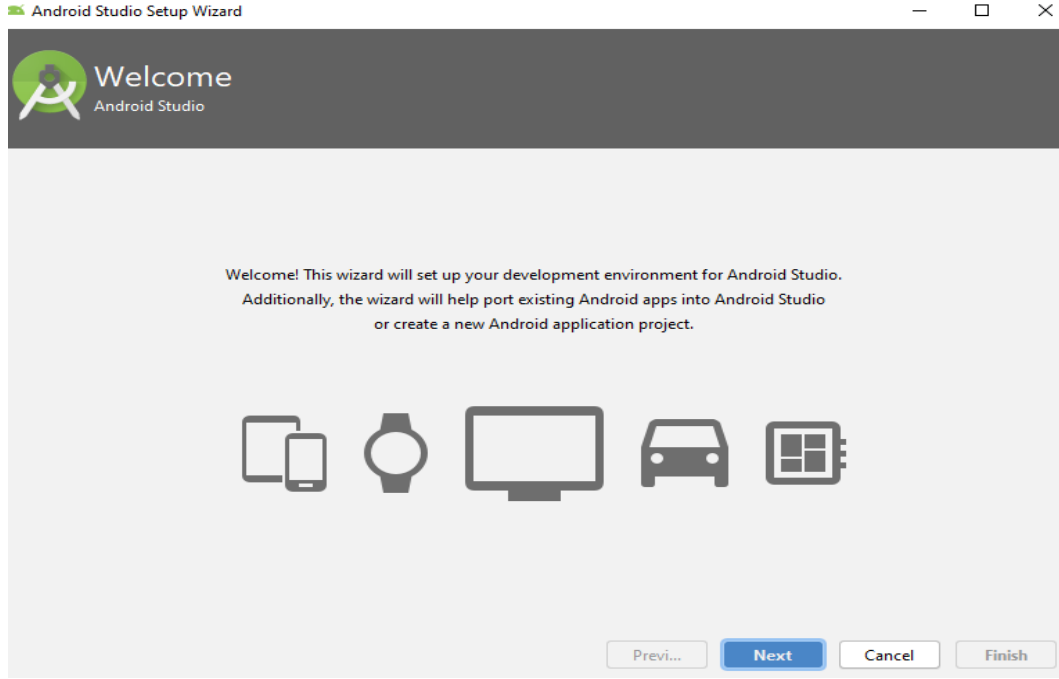 Android Studio Setup Wizard
Welcome
Android Studio
Welcome! This wizard will set up your development environment for Android Studio.
Additionally, the wizard will help port existing Android apps into Android Studio
or create a new Android application project.
Previ... Next Cancel Finish